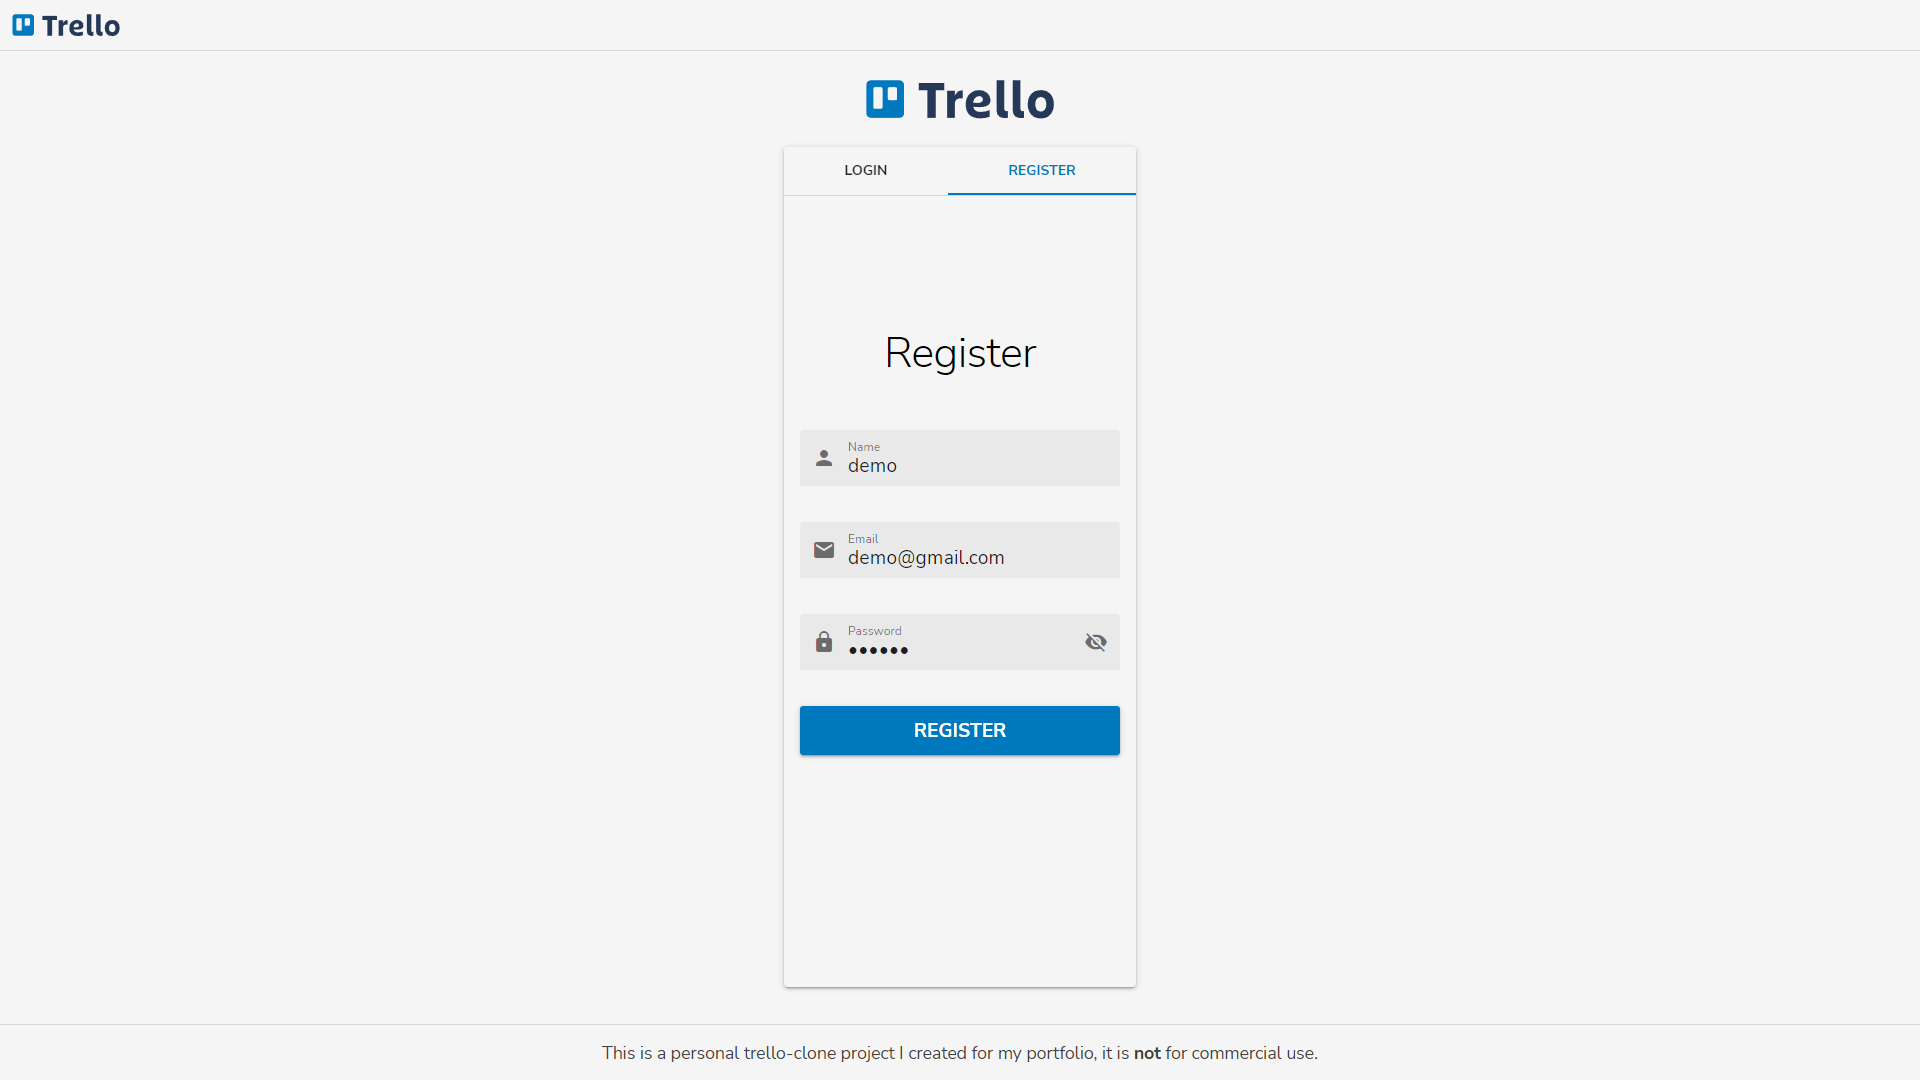 Trello
Trello
LOGIN
REGISTER
Register
Name
demo
Email
demo@gmail.com
Password
••••••
REGISTER
This is a personal trello-clone project I created for my portfolio, it is not for commercial use.